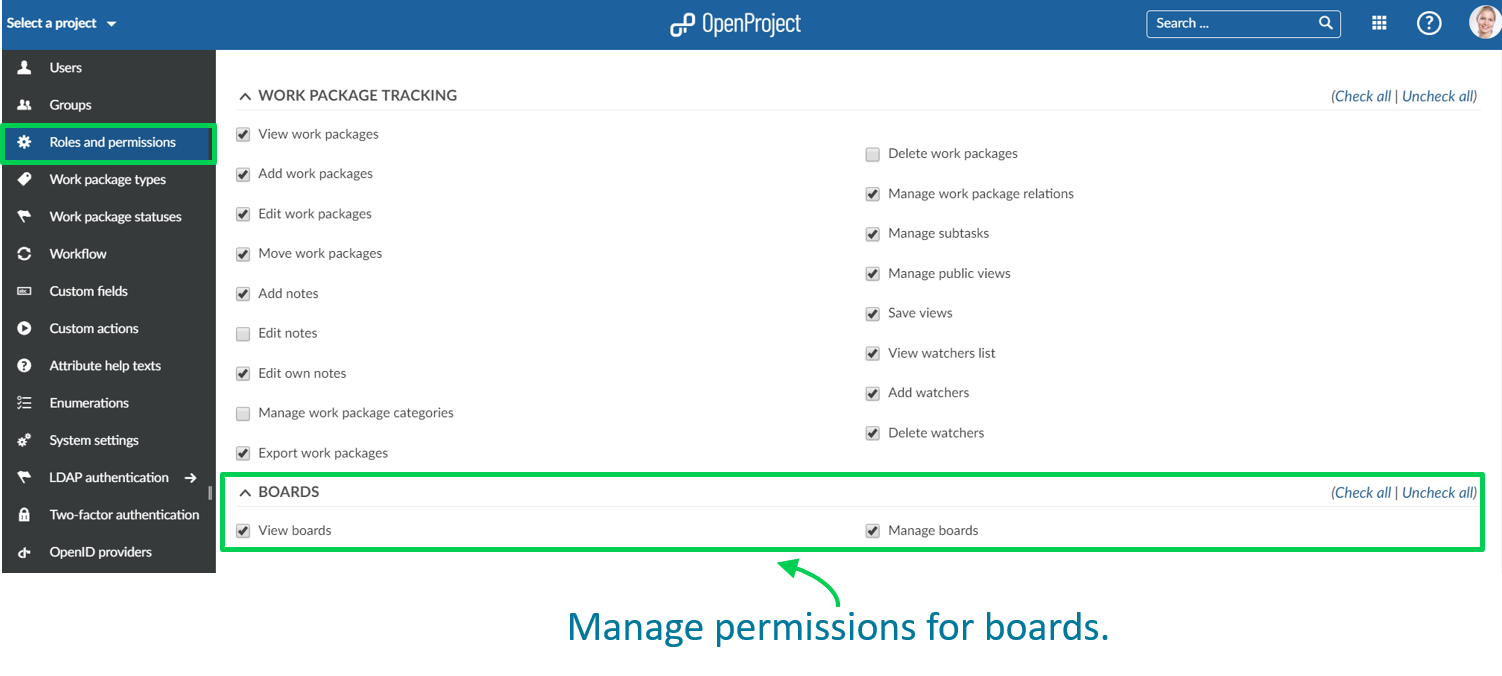 Select a project
OpenProject
Search ...
Users
Groups
Roles and permissions
Work package types
Work package statuses
Workflow
Custom fields
Custom actions
Attribute help texts
Enumerations
System settings
LDAP authentication
Two-factor authentication
OpenID providers
WORK PACKAGE TRACKING
(Check all | Uncheck all)
View work packages
Add work packages
Edit work packages
Move work packages
Add notes
Edit notes
Edit own notes
Manage work package categories
Export work packages
Delete work packages
Manage work package relations
Manage subtasks
Manage public views
Save views
View watchers list
Add watchers
Delete watchers
BOARDS
(Check all | Uncheck all)
View boards
Manage boards
Manage permissions for boards.